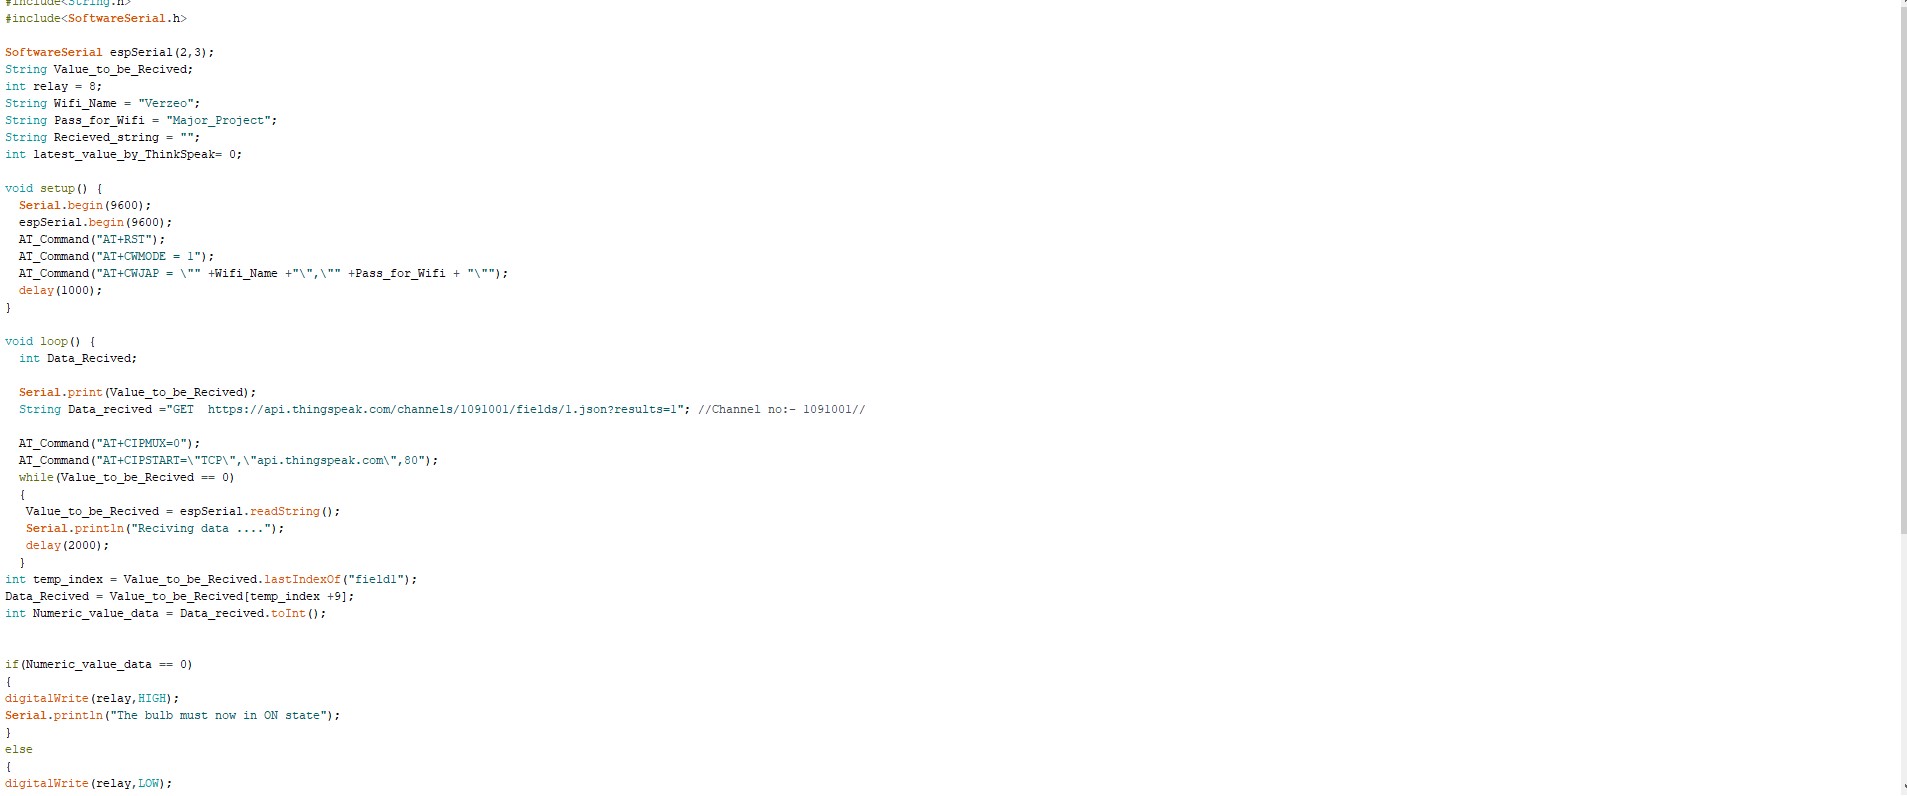 #include<String.h>
#include<SoftwareSerial.h>
SoftwareSerial espSerial(2,3);
String Value_to_be_Recived;
int relay = 8;
String Wifi_Name = "Verzeo";
String Pass_for_Wifi = "Major_Project";
String Recieved_string = "";
int latest_value_by_ThinkSpeak= 0;
void setup() {
  Serial.begin(9600);
  espSerial.begin(9600);
  AT_Command("AT+RST");
  AT_Command("AT+CWMODE = 1");
  AT_Command("AT+CWJAP = \"" +Wifi_Name +"\",\"" +Pass_for_Wifi + "\"");
  delay(1000);
}
void loop() {
  int Data_Recived;
  Serial.print(Value_to_be_Recived);
  String Data_recived ="GET  https://api.thingspeak.com/channels/1091001/fields/1.json?results=1"; //Channel no:- 1091001//
  AT_Command("AT+CIPMUX=0");
  AT_Command("AT+CIPSTART=\"TCP\",\"api.thingspeak.com\",80");
  while(Value_to_be_Recived == 0)
  {
   Value_to_be_Recived = espSerial.readString();
   Serial.println("Reciving data ....");
   delay(2000);
  }
int temp_index = Value_to_be_Recived.lastIndexOf("field1");
Data_Recived = Value_to_be_Recived[temp_index +9];
int Numeric_value_data = Data_recived.toInt();
if(Numeric_value_data == 0)
{
digitalWrite(relay,HIGH);
Serial.println("The bulb must now in ON state");
}
else
{
digitalWrite(relay,LOW);